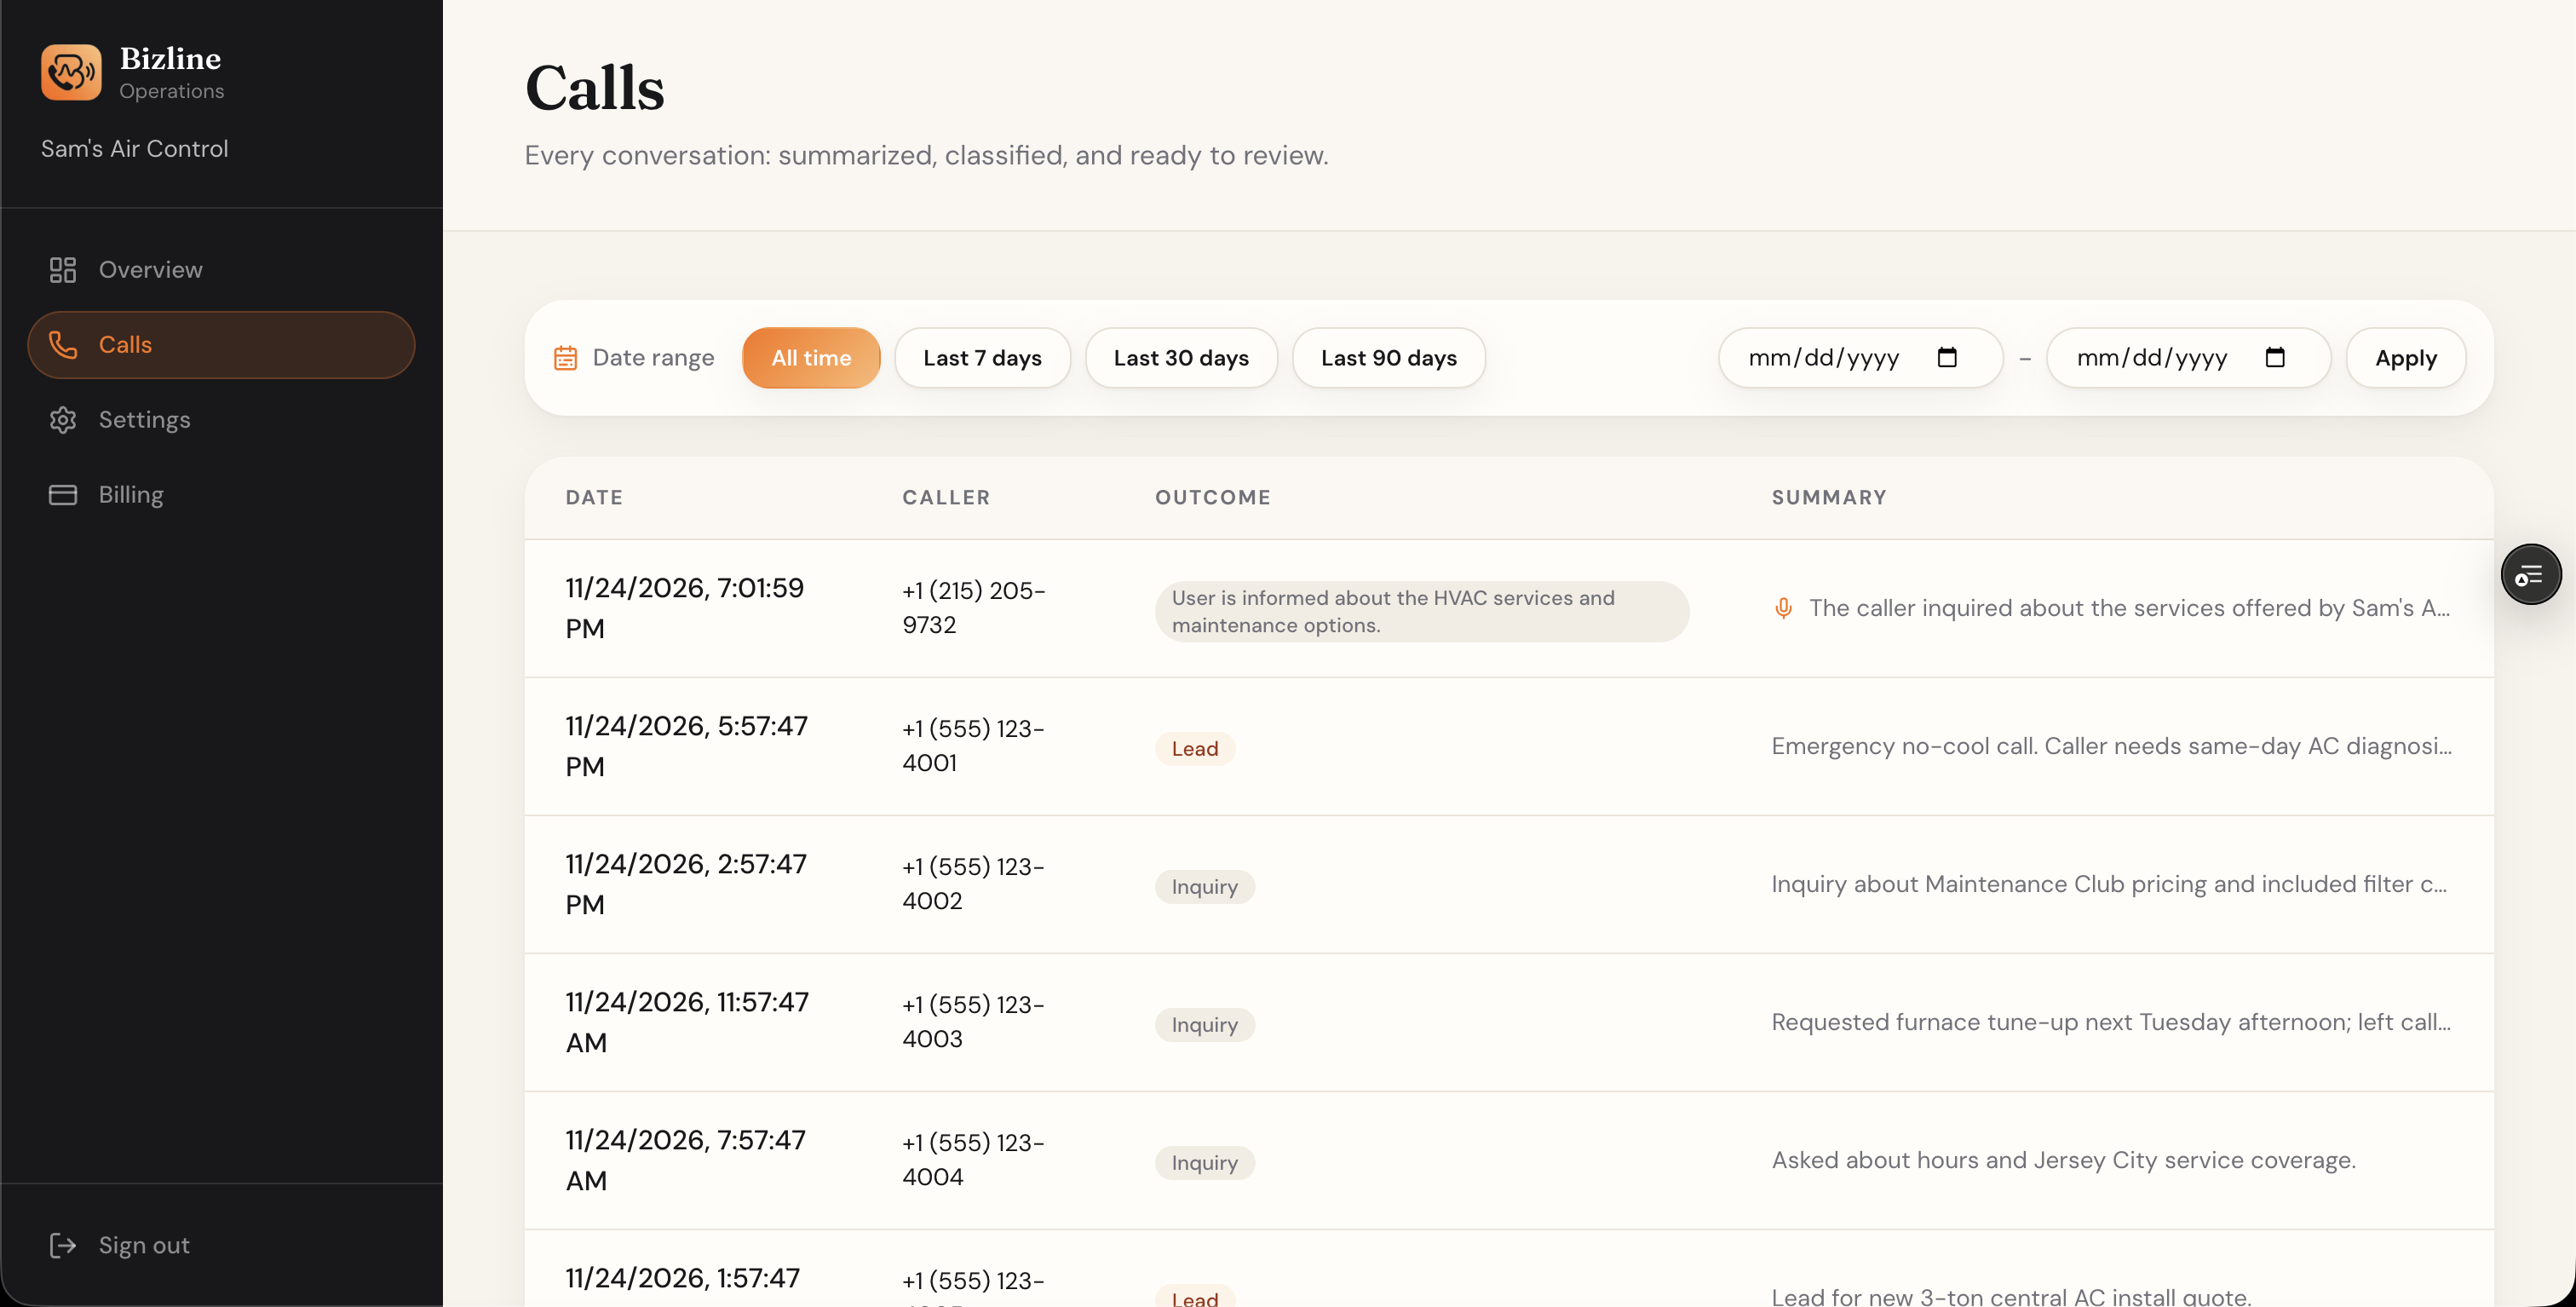 Bizline
Operations
Sam's Air Control
Overview
Calls
Settings
Billing
Sign out
Calls
Every conversation: summarized, classified, and ready to review.
Date range
All time
Last 7 days
Last 30 days
Last 90 days
mm/dd/yyyy
–
mm/dd/yyyy
Apply
DATE
CALLER
OUTCOME
SUMMARY
11/24/2026, 7:01:59
PM
+1 (215) 205-
9732
User is informed about the HVAC services and
maintenance options.
The caller inquired about the services offered by Sam's A...
11/24/2026, 5:57:47
PM
+1 (555) 123-
4001
Lead
Emergency no-cool call. Caller needs same-day AC diagnosi...
11/24/2026, 2:57:47
PM
+1 (555) 123-
4002
Inquiry
Inquiry about Maintenance Club pricing and included filter c...
11/24/2026, 11:57:47
AM
+1 (555) 123-
4003
Inquiry
Requested furnace tune-up next Tuesday afternoon; left call...
11/24/2026, 7:57:47
AM
+1 (555) 123-
4004
Inquiry
Asked about hours and Jersey City service coverage.
11/24/2026, 1:57:47
+1 (555) 123-
Lead
Lead for new 3-ton central AC install quote.